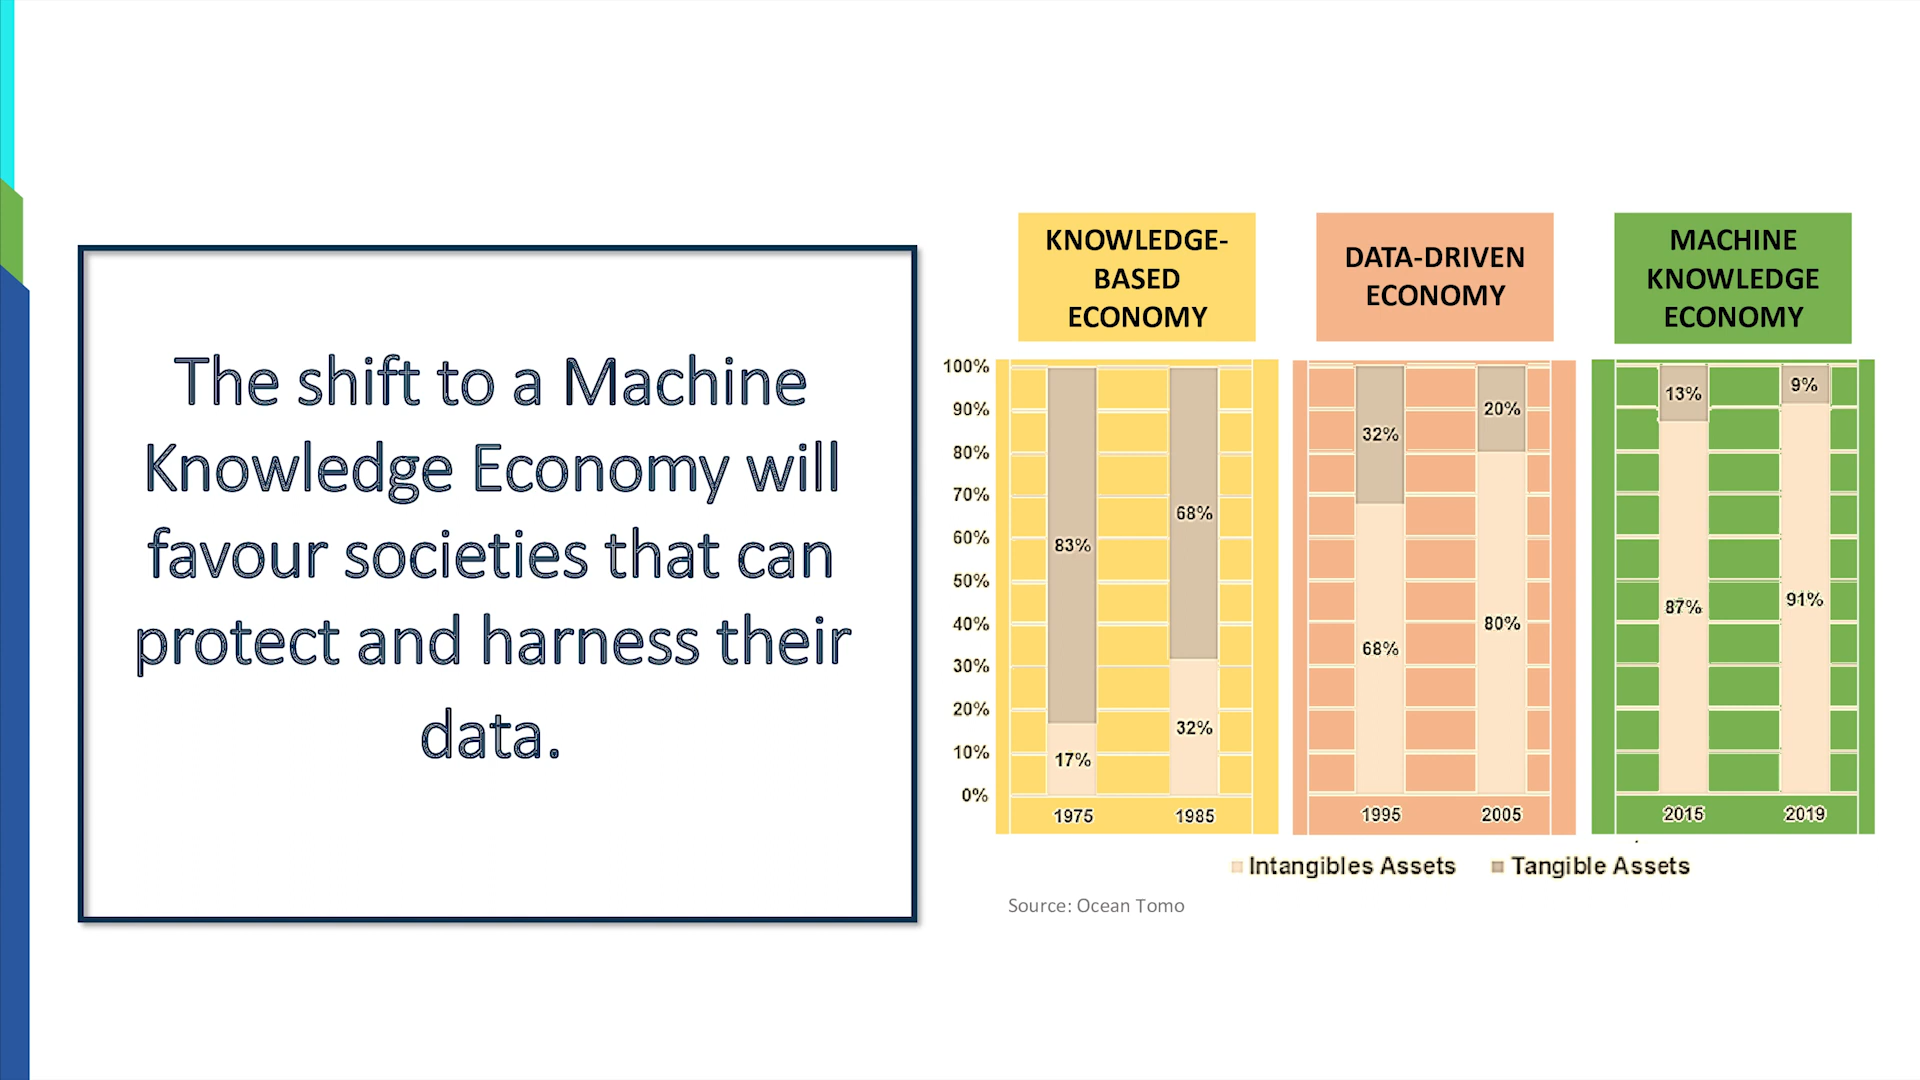 The shift to a Machine
Knowledge Economy will
favour societies that can
protect and harness their
data.
KNOWLEDGE-
BASED
ECONOMY
DATA-DRIVEN
ECONOMY
MACHINE
KNOWLEDGE
ECONOMY
100%
90%
80%
70%
60%
50%
40%
30%
20%
10%
0%
83%
17%
1975
68%
32%
1985
32%
68%
1995
20%
80%
2005
13%
87%
2015
9%
91%
2019
Intangibles Assets
Tangible Assets
Source: Ocean Tomo